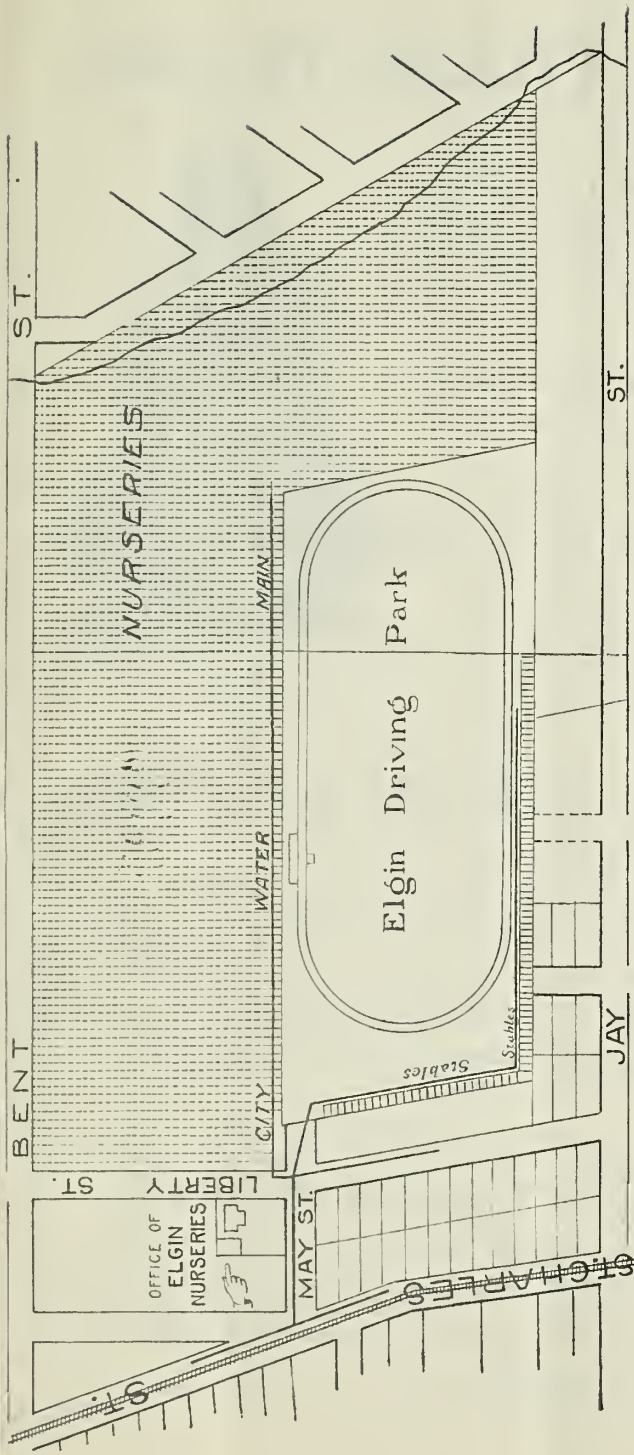 BENT ST.
NURSERIES
CITY WATER MAIN
Elgin Driving Park
Stables
Stables
LIBERTY ST.
OFFICE OF
ELGIN
NURSERIES
MAY ST.
ST. CHARLES ST.
JAY ST.